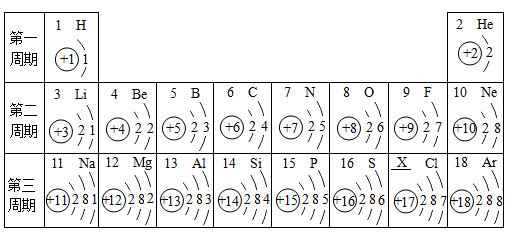 1 H
2 He
第一
周期
+1 1
+2 2
3 Li
4 Be
5 B
6 C
7 N
8 O
9 F
10 Ne
第二
周期
+3 2 1
+4 2 2
+5 2 3
+6 2 4
+7 2 5
+8 2 6
+9 2 7
+10 2 8
11 Na
12 Mg
13 Al
14 Si
15 P
16 S
X Cl
18 Ar
第三
周期
+11 2 8 1
+12 2 8 2
+13 2 8 3
+14 2 8 4
+15 2 8 5
+16 2 8 6
+17 2 8 7
+18 2 8 8